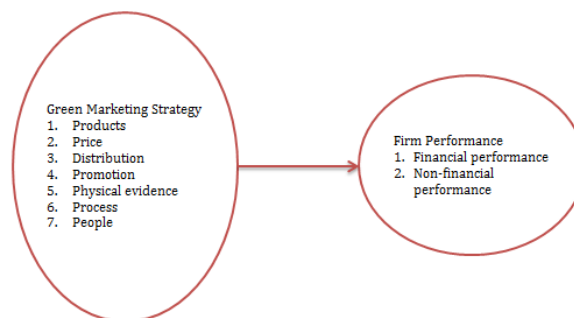 Green Marketing Strategy
1. Products
2. Price
3. Distribution
4. Promotion
5. Physical evidence
6. Process
7. People
Firm Performance
1. Financial performance
2. Non-financial
performance